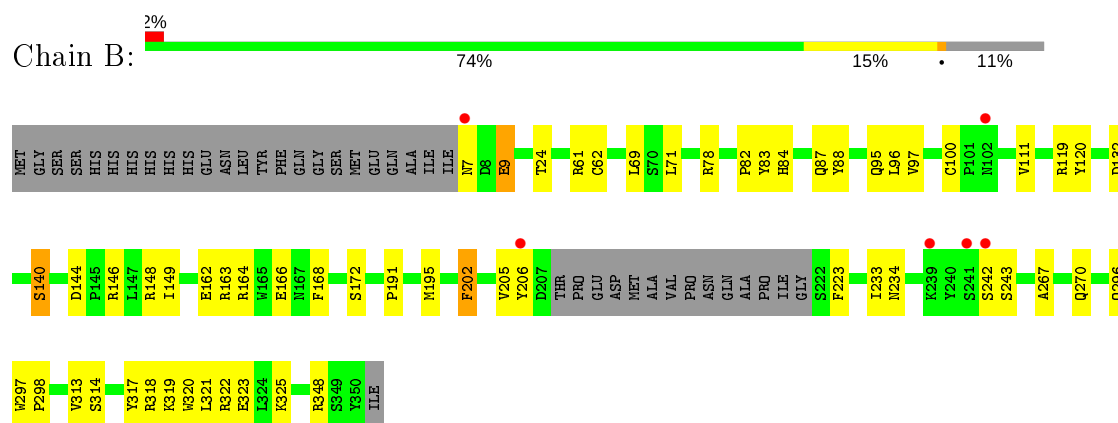 2%
Chain B:
74% 15% • 11%
MET GLY SER SER HIS HIS HIS HIS HIS HIS GLU ASN LEU TYR PHE GLN GLY SER MET GLU GLN ALA ILE ILE N7 D8 E9 T24 R61 C62 L69 S70 L71 R78 P82 Y83 H84 Q87 Y88 Q95 L96 V97 C100 P101 N102 V111 R119 Y120 D132
S140 D144 P145 R146 L147 R148 I149 E162 R163 R164 W165 E166 N167 F168 S172 P191 M195 F202 V205 Y206 D207 THR PRO GLU ASP MET ALA VAL PRO ASN GLN ALA PRO ILE GLY S222 F223 I233 N234 K239 Y240 S241 S242 S243 A267 Q270
W297 P298 V313 S314 Y317 R318 K319 W320 L321 R322 E323 L324 K325 R348 S349 Y350 ILE